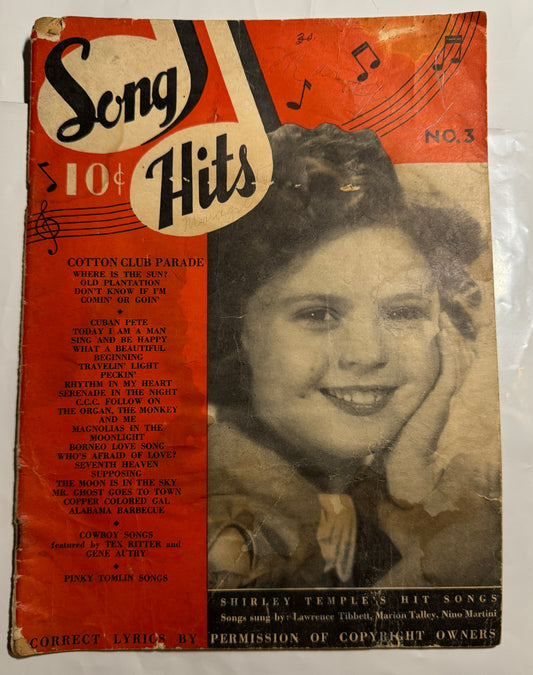 Song
Hits
10¢
NO. 3
COTTON CLUB PARADE
WHERE IS THE SUN?
OLD PLANTATION
DON'T KNOW IF I'M
COMIN' OR GOIN'
CUBAN PETE
TODAY I AM A MAN
SING AND BE HAPPY
WHAT A BEAUTIFUL
BEGINNING
TRAVELIN' LIGHT
PECKIN'
RHYTHM IN MY HEART
SERENADE IN THE NIGHT
C.C.C. FOLLOW ON
THE ORGAN, THE MONKEY
AND ME
MAGNOLIAS IN THE
MOONLIGHT
BORNEO LOVE SONG
WHO'S AFRAID OF LOVE?
SEVENTH HEAVEN
SUPPOSING
THE MOON IS IN THE SKY
MR. GHOST GOES TO TOWN
COPPER COLORED GAL
ALABAMA BARBECUE
COWBOY SONGS
featured by TEX RITTER and
GENE AUTRY
PINKY TOMLIN SONGS
SHIRLEY TEMPLE'S HIT SONGS
Songs sung by: Lawrence Tibbett, Marion Talley, Nino Martini
CORRECT LYRICS BY PERMISSION OF COPYRIGHT OWNERS